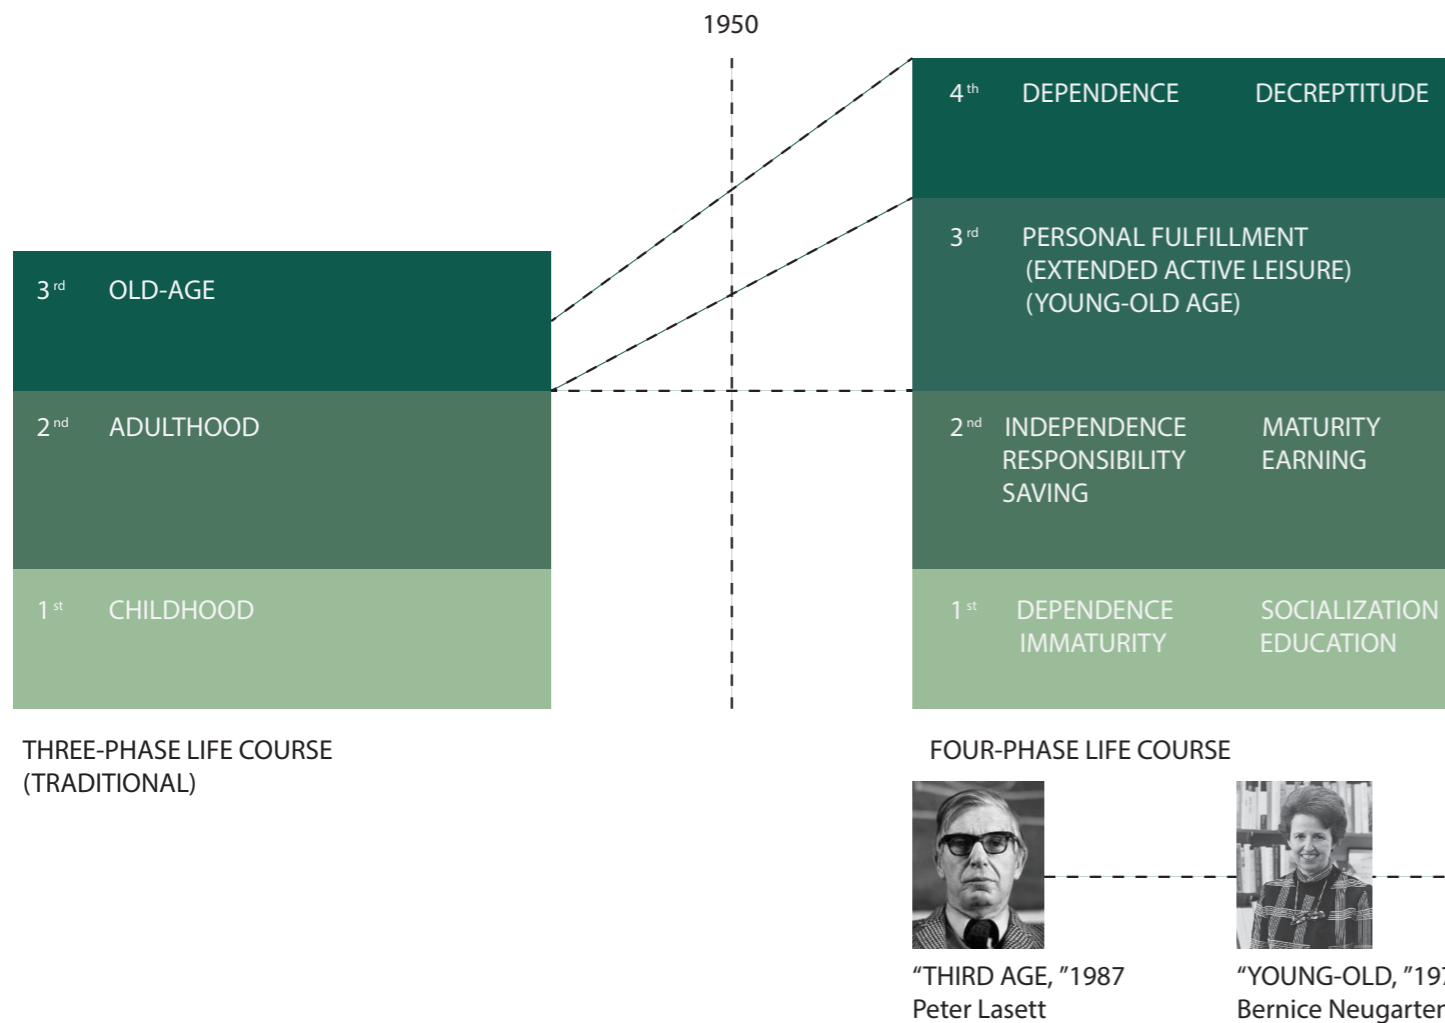 1950
4th DEPENDENCE DECREPTITUDE
3rd PERSONAL FULFILLMENT
(EXTENDED ACTIVE LEISURE)
(YOUNG-OLD AGE)
3rd OLD-AGE
2nd ADULTHOOD
2nd INDEPENDENCE MATURITY
RESPONSIBILITY EARNING
SAVING
1st CHILDHOOD
1st DEPENDENCE SOCIALIZATION
IMMATURITY EDUCATION
THREE-PHASE LIFE COURSE
(TRADITIONAL)
FOUR-PHASE LIFE COURSE
“THIRD AGE, ”1987
Peter Lasett
“YOUNG-OLD, ”197
Bernice Neugarten